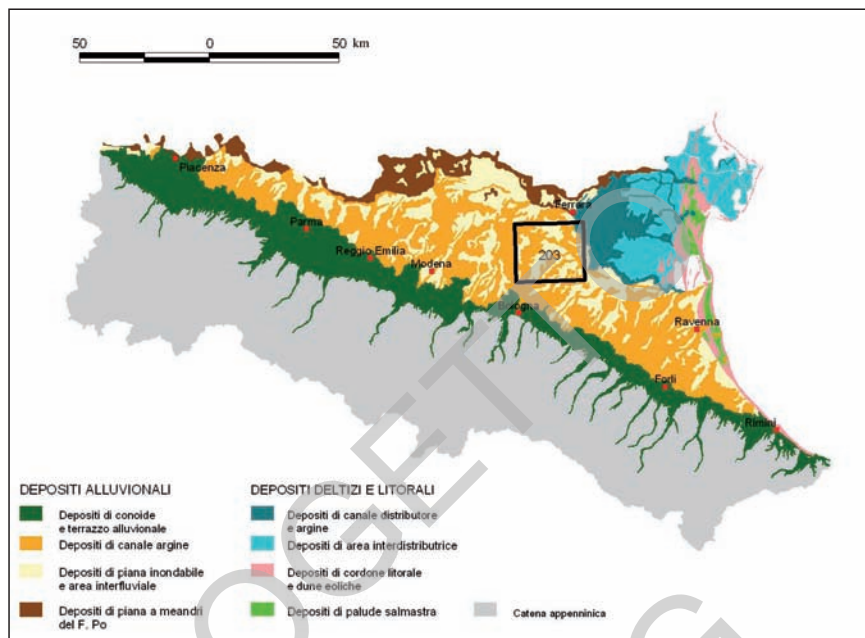 50 0 50 km
Piacenza
Parma
Reggio Emilia
Modena
Ferrara
203
Bologna
Ravenna
Forlì
Rimini
DEPOSITI ALLUVIONALI
Depositi di conoide
e terrazzo alluvionale
Depositi di canale argine
Depositi di piana inondabile
e area interfluviale
Depositi di piana a meandri
del F. Po
DEPOSITI DELTIZI E LITORALI
Depositi di canale distributore
e argine
Depositi di area interdistributrice
Depositi di cordone litorale
e dune eoliche
Depositi di palude salmastra
Catena appenninica
OGETTO
G